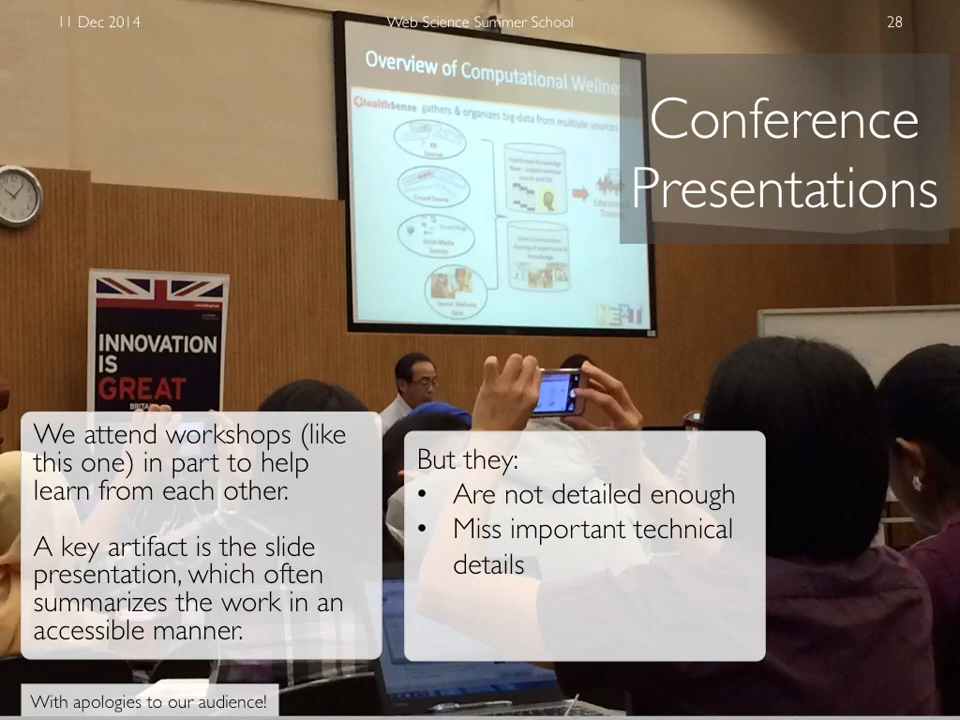 11 Dec 2014
Web Science Summer School
28
Overview of Computational Wellness
HealthSenze gathers & organizes big-data from multiple sources
Conference
Presentations
INNOVATION
IS
GREAT
We attend workshops (like
this one) in part to help
learn from each other.
A key artifact is the slide
presentation, which often
summarizes the work in an
accessible manner.
But they:
• Are not detailed enough
• Miss important technical
details
With apologies to our audience!